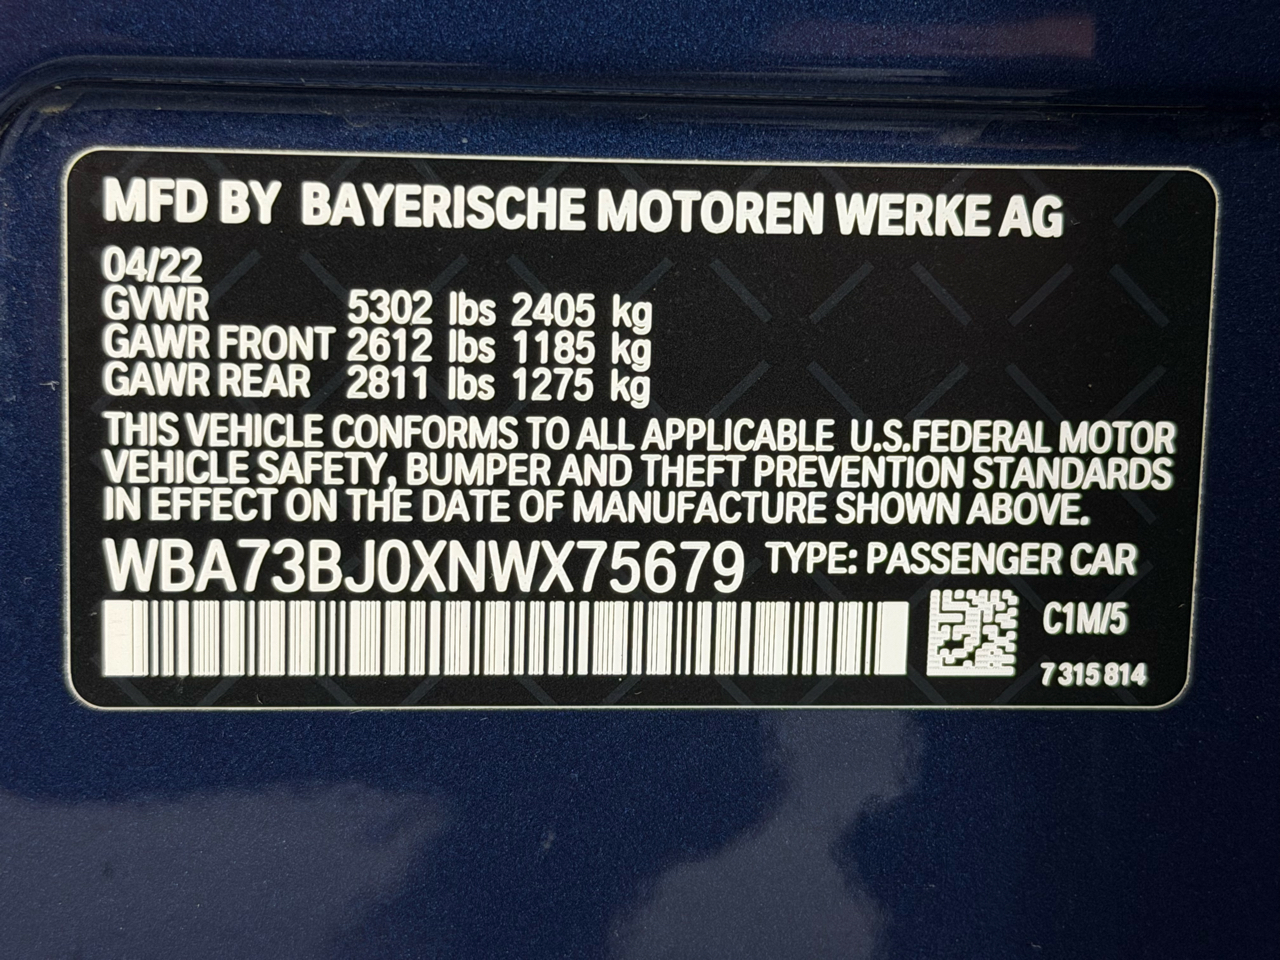 MFD BY BAYERISCHE MOTOREN WERKE AG
04/22
GVWR 5302 lbs 2405 kg
GAWR FRONT 2612 lbs 1185 kg
GAWR REAR 2811 lbs 1275 kg
THIS VEHICLE CONFORMS TO ALL APPLICABLE U.S.FEDERAL MOTOR
VEHICLE SAFETY, BUMPER AND THEFT PREVENTION STANDARDS
IN EFFECT ON THE DATE OF MANUFACTURE SHOWN ABOVE.
WBA73BJ0XNWX75679 TYPE: PASSENGER CAR
C1M/5
7 315 814